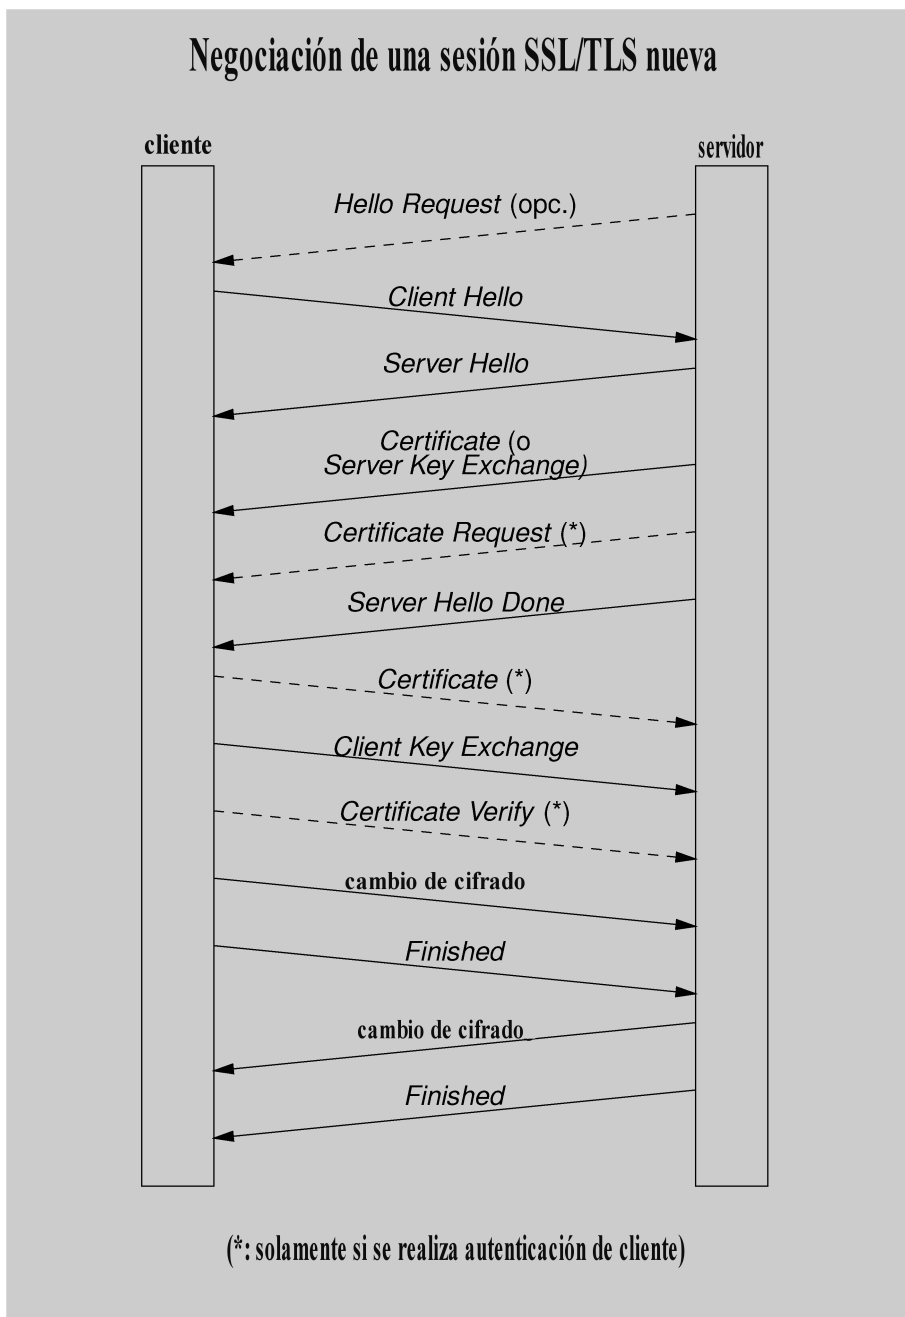 Negociación de una sesión SSL/TLS nueva
cliente
servidor
Hello Request (opc.)
Client Hello
Server Hello
Certificate (o
Server Key Exchange)
Certificate Request (*)
Server Hello Done
Certificate (*)
Client Key Exchange
Certificate Verify (*)
cambio de cifrado
Finished
cambio de cifrado
Finished
(*: solamente si se realiza autenticación de cliente)